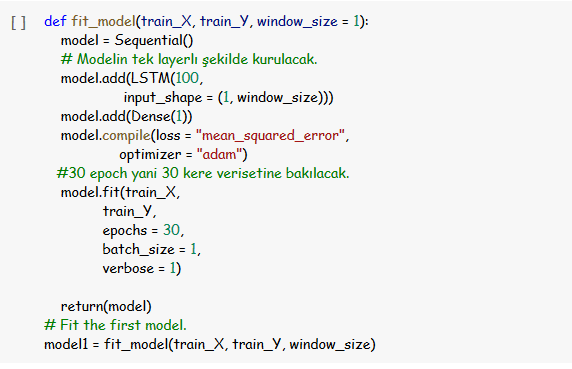 [ ] def fit_model(train_X, train_Y, window_size = 1):
model = Sequential()
# Modelin tek layerlı şekilde kurulacak.
model.add(LSTM(100,
input_shape = (1, window_size)))
model.add(Dense(1))
model.compile(loss = "mean_squared_error",
optimizer = "adam")
#30 epoch yani 30 kere verisetine bakılacak.
model.fit(train_X,
train_Y,
epochs = 30,
batch_size = 1,
verbose = 1)
return(model)
# Fit the first model.
model1 = fit_model(train_X, train_Y, window_size)